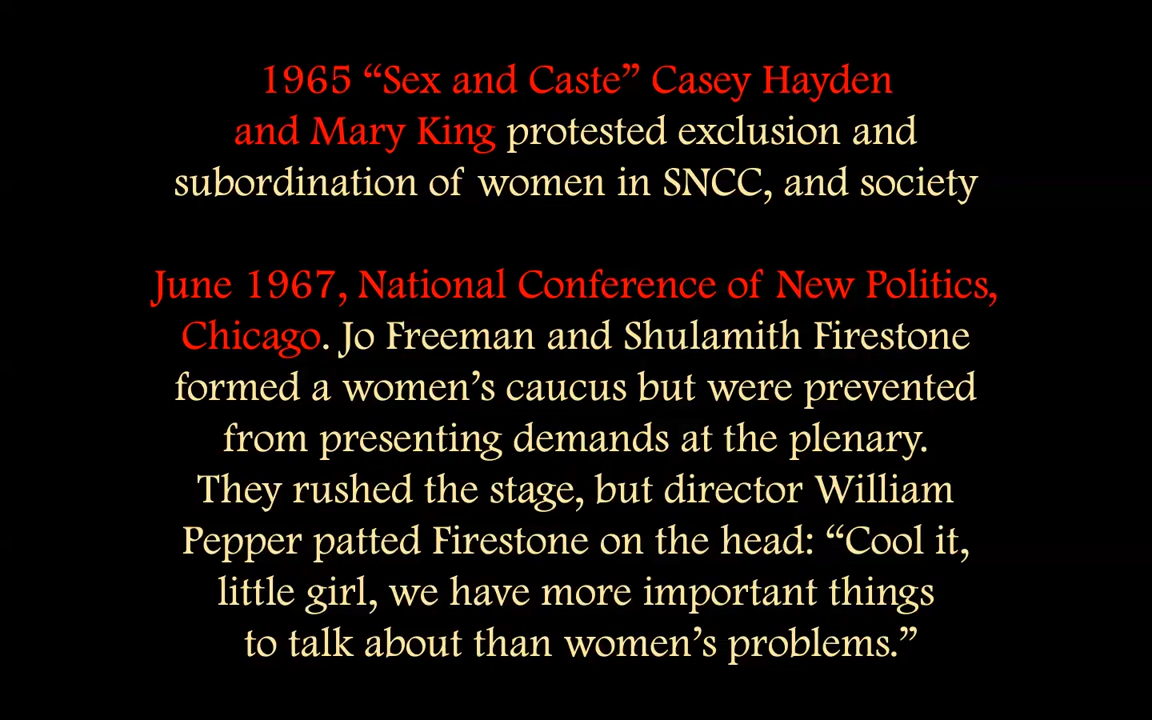 1965 “Sex and Caste” Casey Hayden
and Mary King protested exclusion and
subordination of women in SNCC, and society
June 1967, National Conference of New Politics,
Chicago. Jo Freeman and Shulamith Firestone
formed a women’s caucus but were prevented
from presenting demands at the plenary.
They rushed the stage, but director William
Pepper patted Firestone on the head: “Cool it,
little girl, we have more important things
to talk about than women’s problems.”